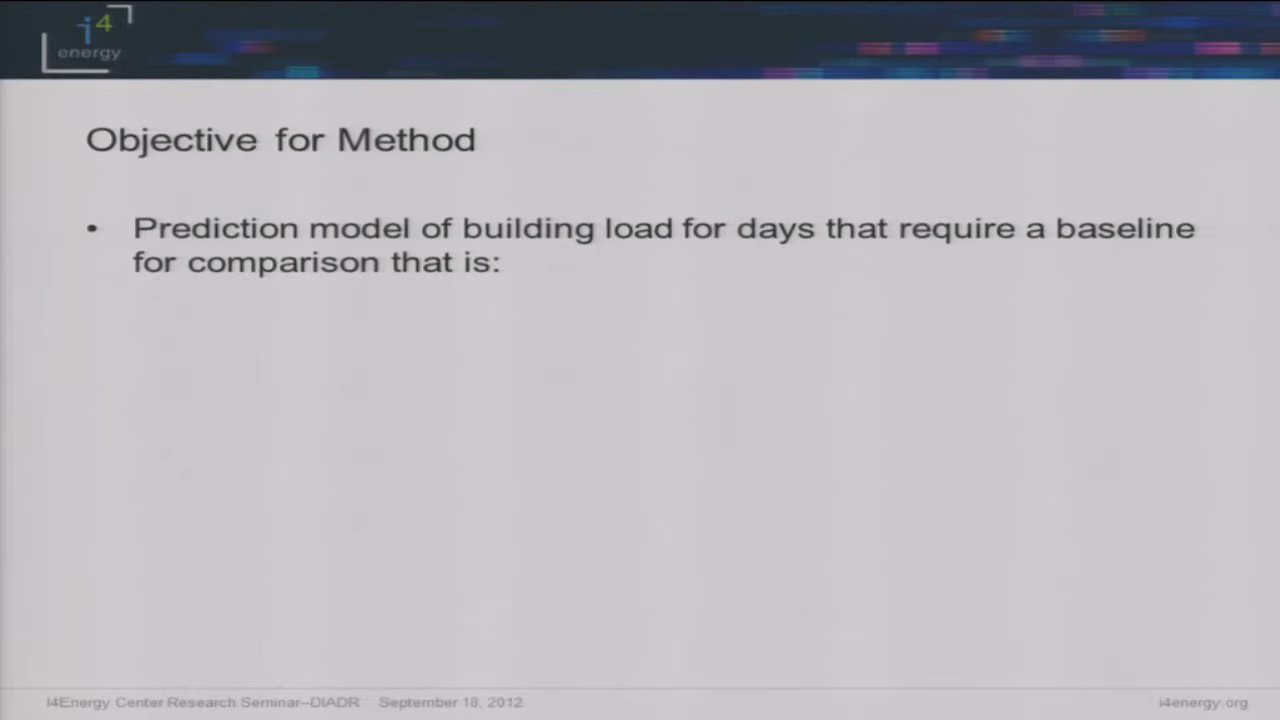 i4
energy
Objective for Method
• Prediction model of building load for days that require a baseline
for comparison that is:
i4Energy Center Research Seminar–DIADR September 18, 2012
i4energy.org